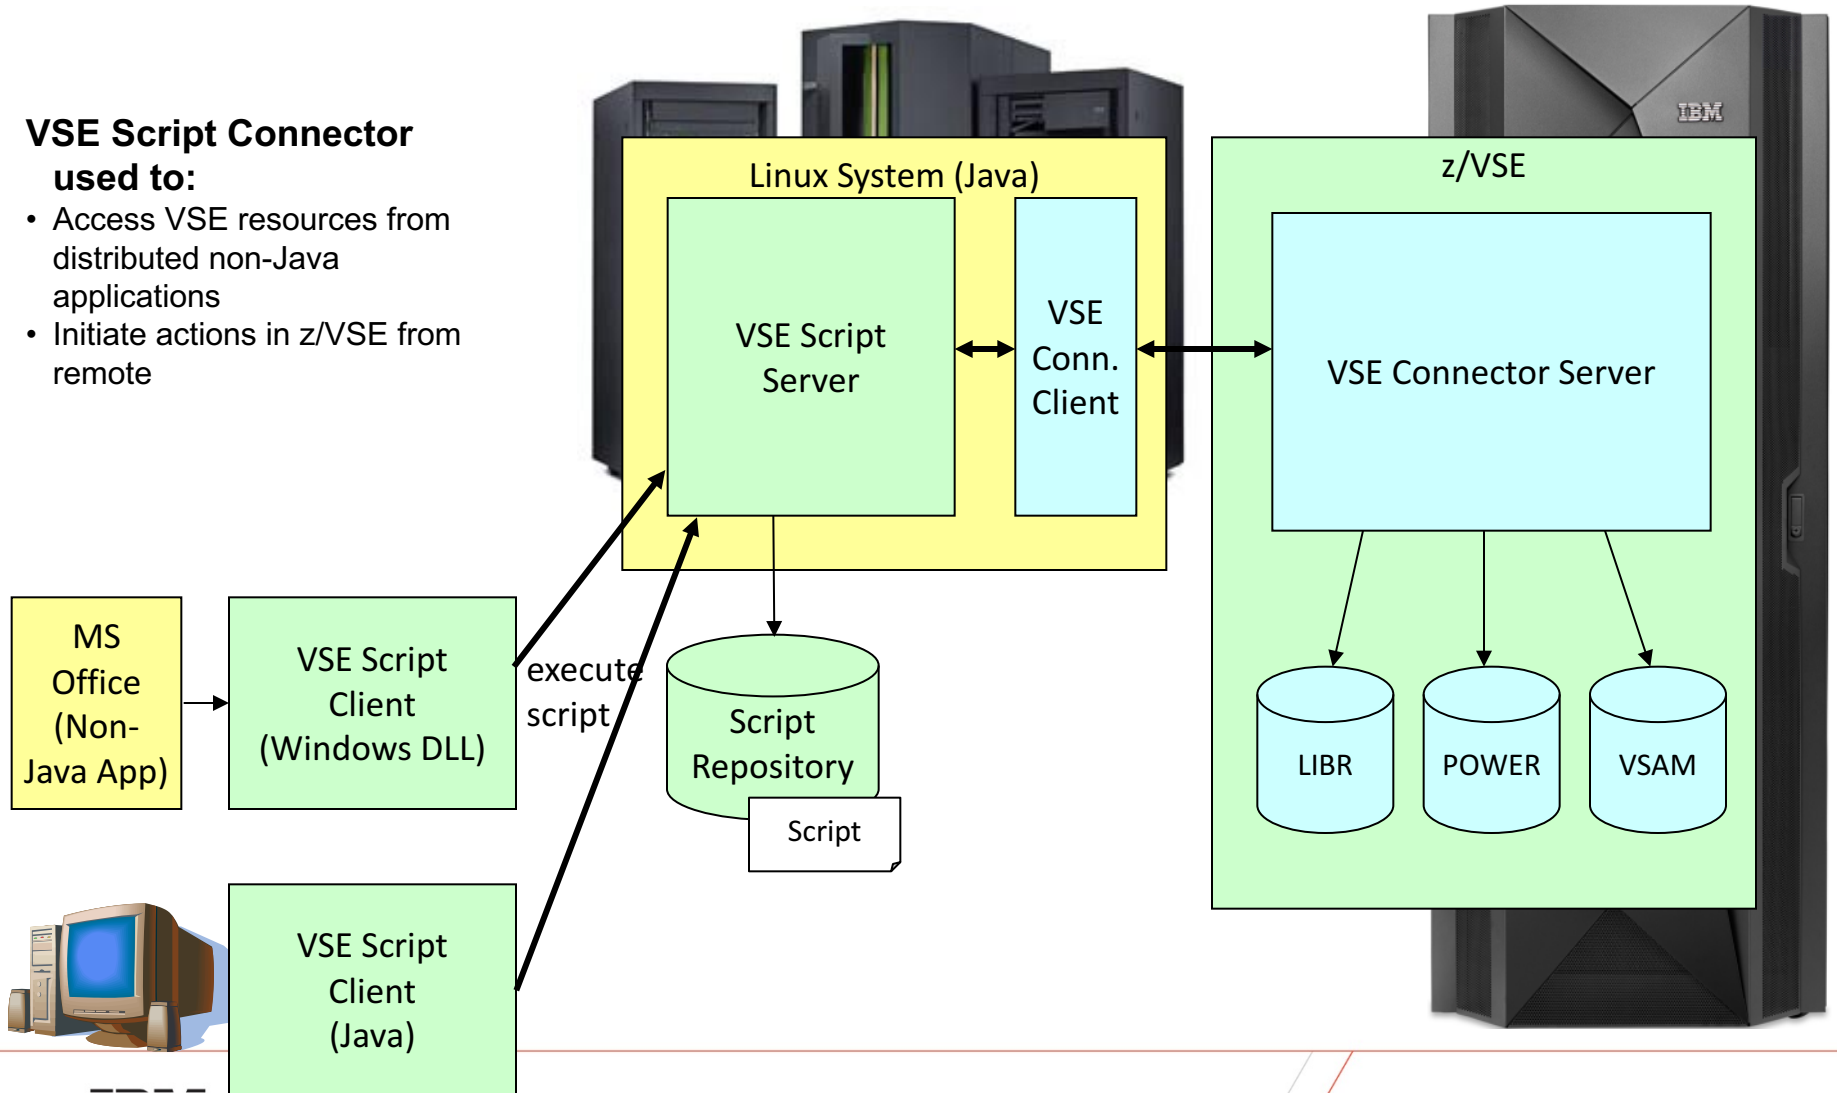 VSE Script Connector
used to:
• Access VSE resources from
distributed non-Java
applications
• Initiate actions in z/VSE from
remote
IBM
Linux System (Java)
VSE Script
Server
VSE
Conn.
Client
z/VSE
VSE Connector Server
LIBR
POWER
VSAM
MS
Office
(Non-
Java App)
VSE Script
Client
(Windows DLL)
execute
script
Script
Repository
Script
VSE Script
Client
(Java)